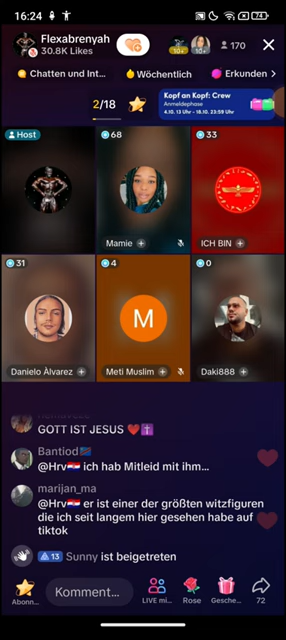 16:24
74
Flexabrenyah
30.8K Likes
10+
170
Chatten und Int...
Wöchentlich
Erkunden
2/18
Kopf an Kopf: Crew
Anmeldephase
4.10. 13 Uhr - 18.10. 23:59 Uhr
Host
68
33
Mamie
ICH BIN
31
4
0
M
Danielo Àlvarez
Meti Muslim
Daki888
GOTT IST JESUS ❤️✝️
Bantiod🇨🇩
@Hrv🇭🇷 ich hab Mitleid mit ihm...
marijan_ma
@Hrv🇭🇷 er ist einer der größten witzfiguren
die ich seit langem hier gesehen habe auf
tiktok
13 Sunny ist beigetreten
Kommentar...
Abonn...
LIVE mi...
Rose
Gesche...
72